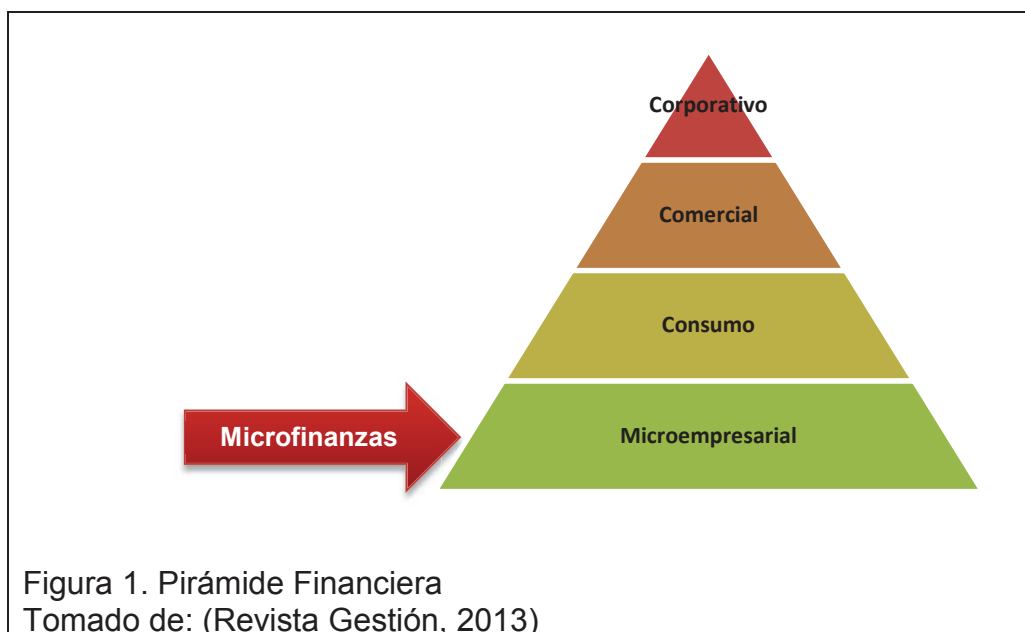 Corporativo
Comercial
Consumo
Microfinanzas
Microempresarial
Figura 1. Pirámide Financiera
Tomado de: (Revista Gestión, 2013)